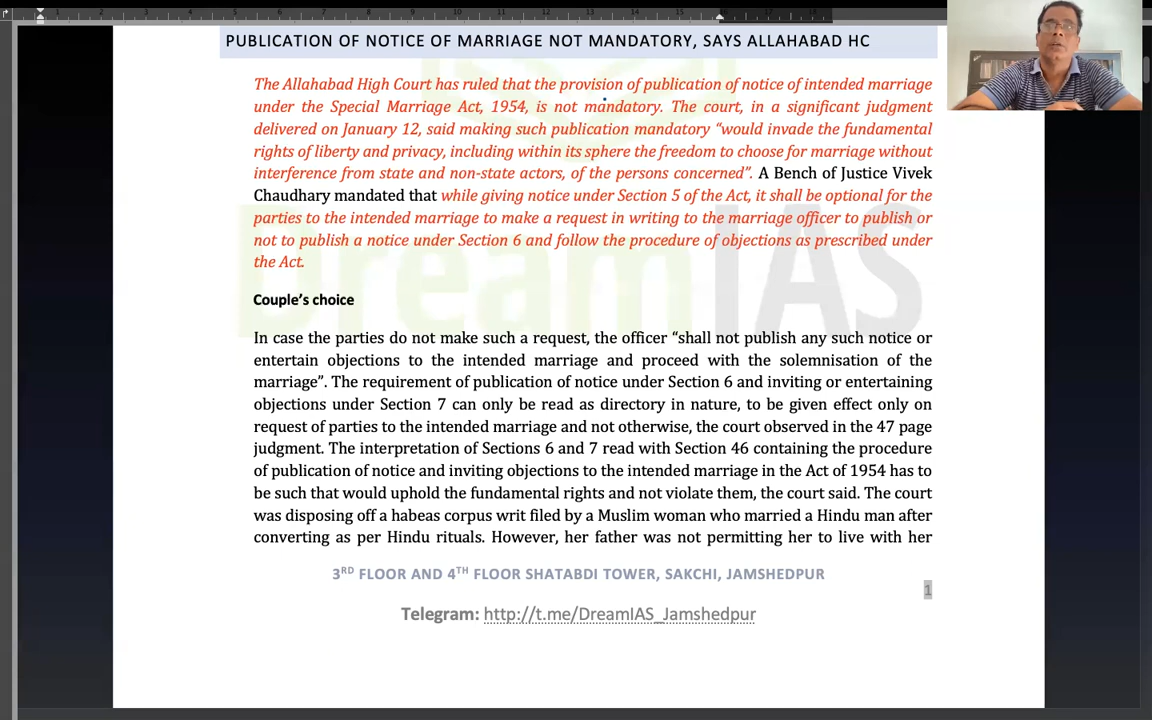 PUBLICATION OF NOTICE OF MARRIAGE NOT MANDATORY, SAYS ALLAHABAD HC
The Allahabad High Court has ruled that the provision of publication of notice of intended marriage
under the Special Marriage Act, 1954, is not mandatory. The court, in a significant judgment
delivered on January 12, said making such publication mandatory “would invade the fundamental
rights of liberty and privacy, including within its sphere the freedom to choose for marriage without
interference from state and non-state actors, of the persons concerned”. A Bench of Justice Vivek
Chaudhary mandated that while giving notice under Section 5 of the Act, it shall be optional for the
parties to the intended marriage to make a request in writing to the marriage officer to publish or
not to publish a notice under Section 6 and follow the procedure of objections as prescribed under
the Act.
DreamIAS
Couple’s choice
In case the parties do not make such a request, the officer “shall not publish any such notice or
entertain objections to the intended marriage and proceed with the solemnisation of the
marriage”. The requirement of publication of notice under Section 6 and inviting or entertaining
objections under Section 7 can only be read as directory in nature, to be given effect only on
request of parties to the intended marriage and not otherwise, the court observed in the 47 page
judgment. The interpretation of Sections 6 and 7 read with Section 46 containing the procedure
of publication of notice and inviting objections to the intended marriage in the Act of 1954 has to
be such that would uphold the fundamental rights and not violate them, the court said. The court
was disposing off a habeas corpus writ filed by a Muslim woman who married a Hindu man after
converting as per Hindu rituals. However, her father was not permitting her to live with her
3RD FLOOR AND 4TH FLOOR SHATABDI TOWER, SAKCHI, JAMSHEDPUR
1
Telegram: http://t.me/DreamIAS_Jamshedpur